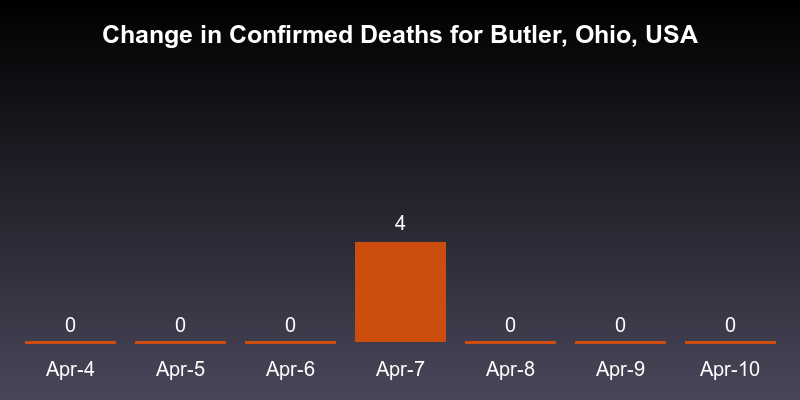 Change in Confirmed Deaths for Butler, Ohio, USA
4
0 0 0 0 0 0
Apr-4 Apr-5 Apr-6 Apr-7 Apr-8 Apr-9 Apr-10